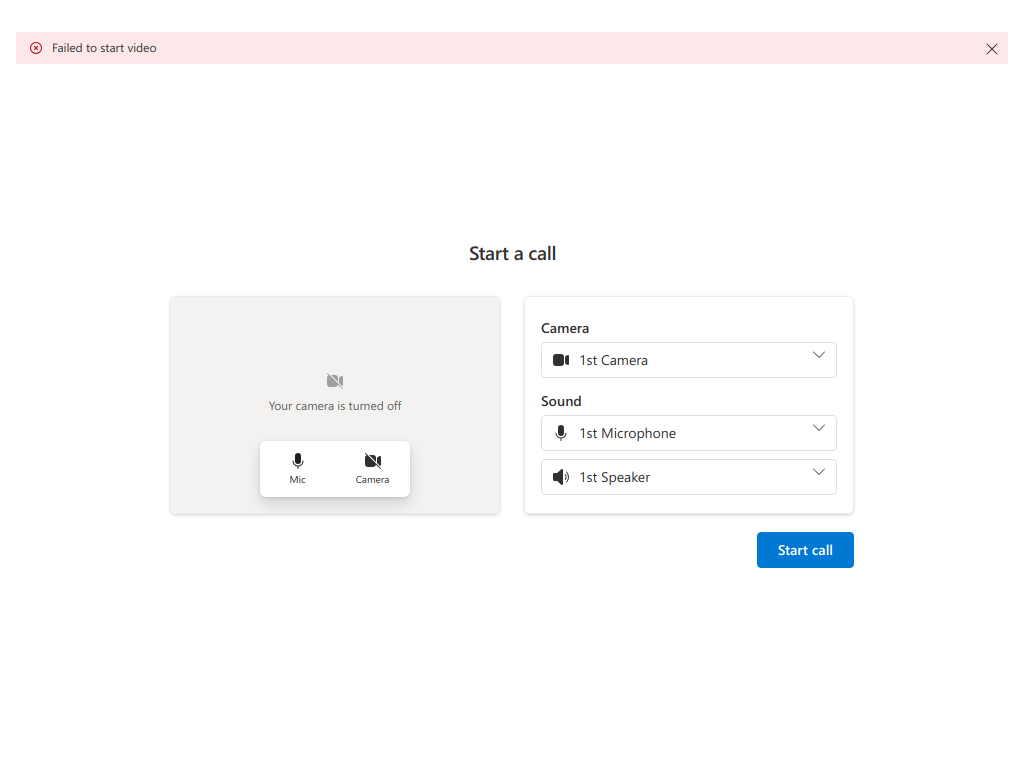 Failed to start video
Start a call
Your camera is turned off
Mic
Camera
Camera
1st Camera
Sound
1st Microphone
1st Speaker
Start call